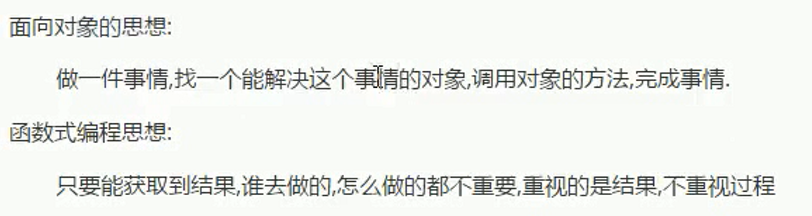 面向对象的思想:
做一件事情,找一个能解决这个事情的对象,调用对象的方法,完成事情.
函数式编程思想:
只要能获取到结果,谁去做的,怎么做的都不重要,重视的是结果,不重视过程